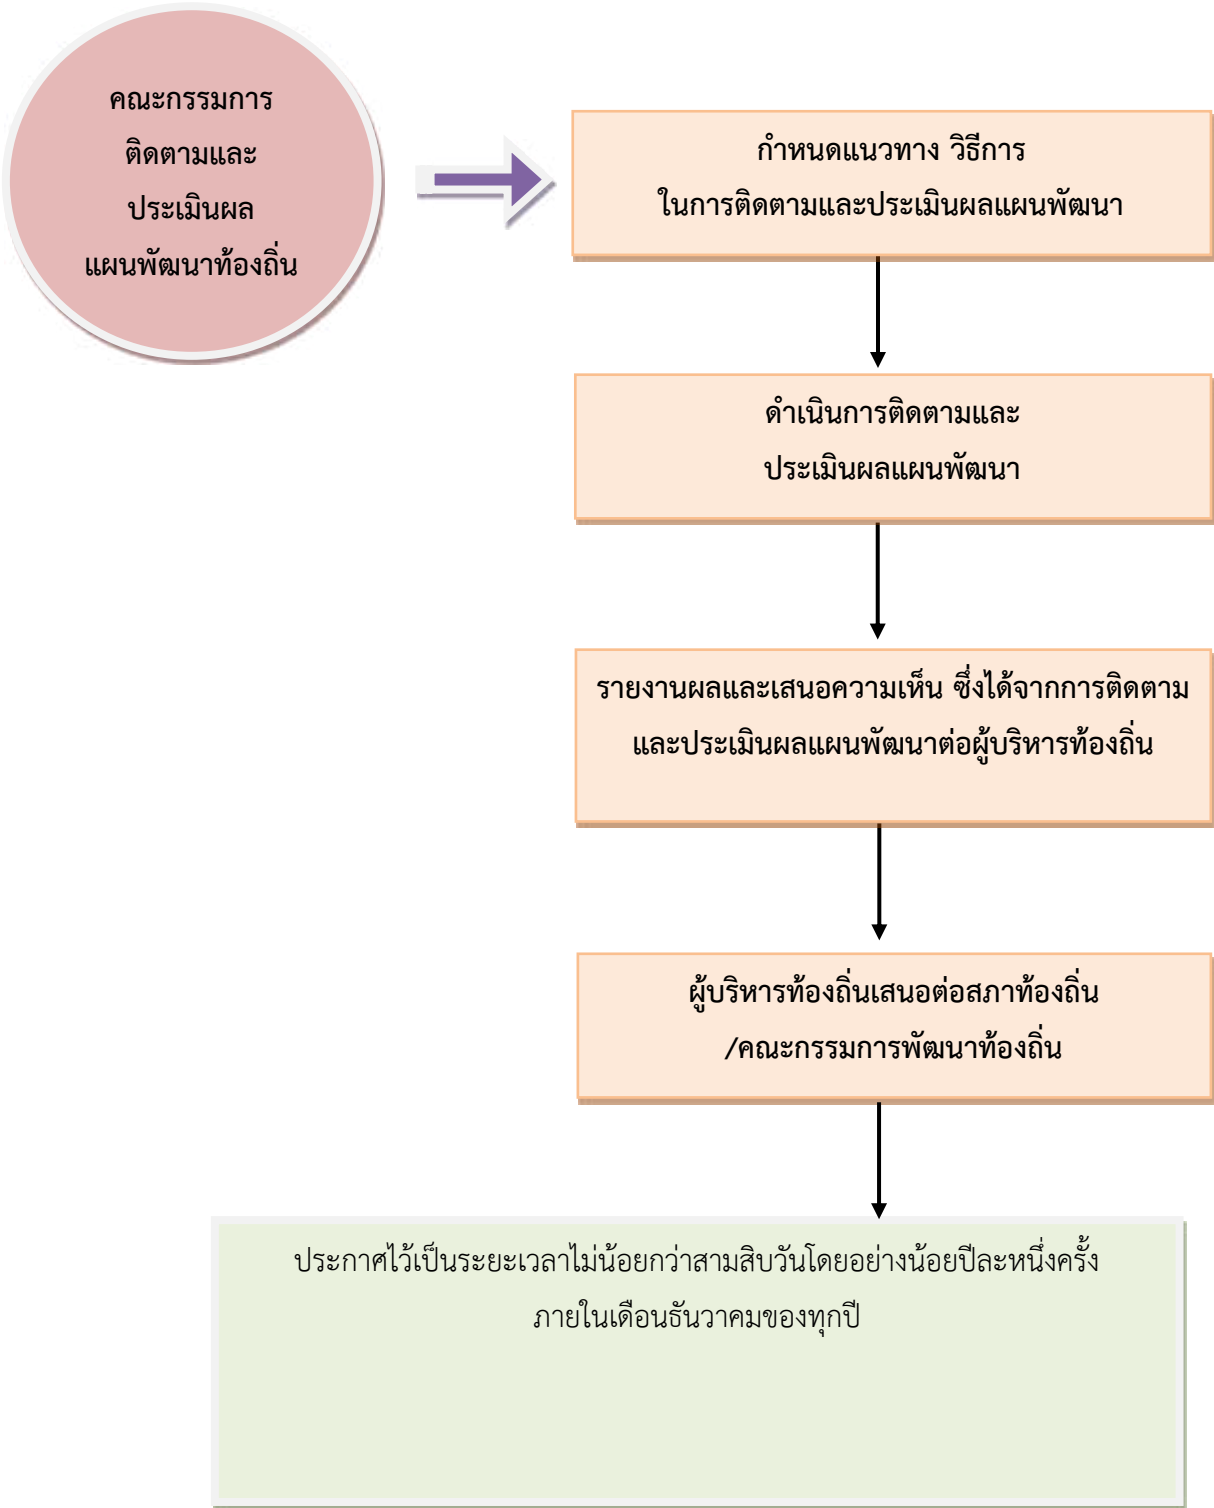 คณะกรรมการ
ติดตามและ
ประเมินผล
แผนพัฒนาท้องถิ่น
กำหนดแนวทาง วิธีการ
ในการติดตามและประเมินผลแผนพัฒนา
ดำเนินการติดตามและ
ประเมินผลแผนพัฒนา
รายงานผลและเสนอความเห็น ซึ่งได้จากการติดตาม
และประเมินผลแผนพัฒนาต่อผู้บริหารท้องถิ่น
ผู้บริหารท้องถิ่นเสนอต่อสภาท้องถิ่น
/คณะกรรมการพัฒนาท้องถิ่น
ประกาศไว้เป็นระยะเวลาไม่น้อยกว่าสามสิบวันโดยอย่างน้อยปีละหนึ่งครั้ง
ภายในเดือนธันวาคมของทุกปี